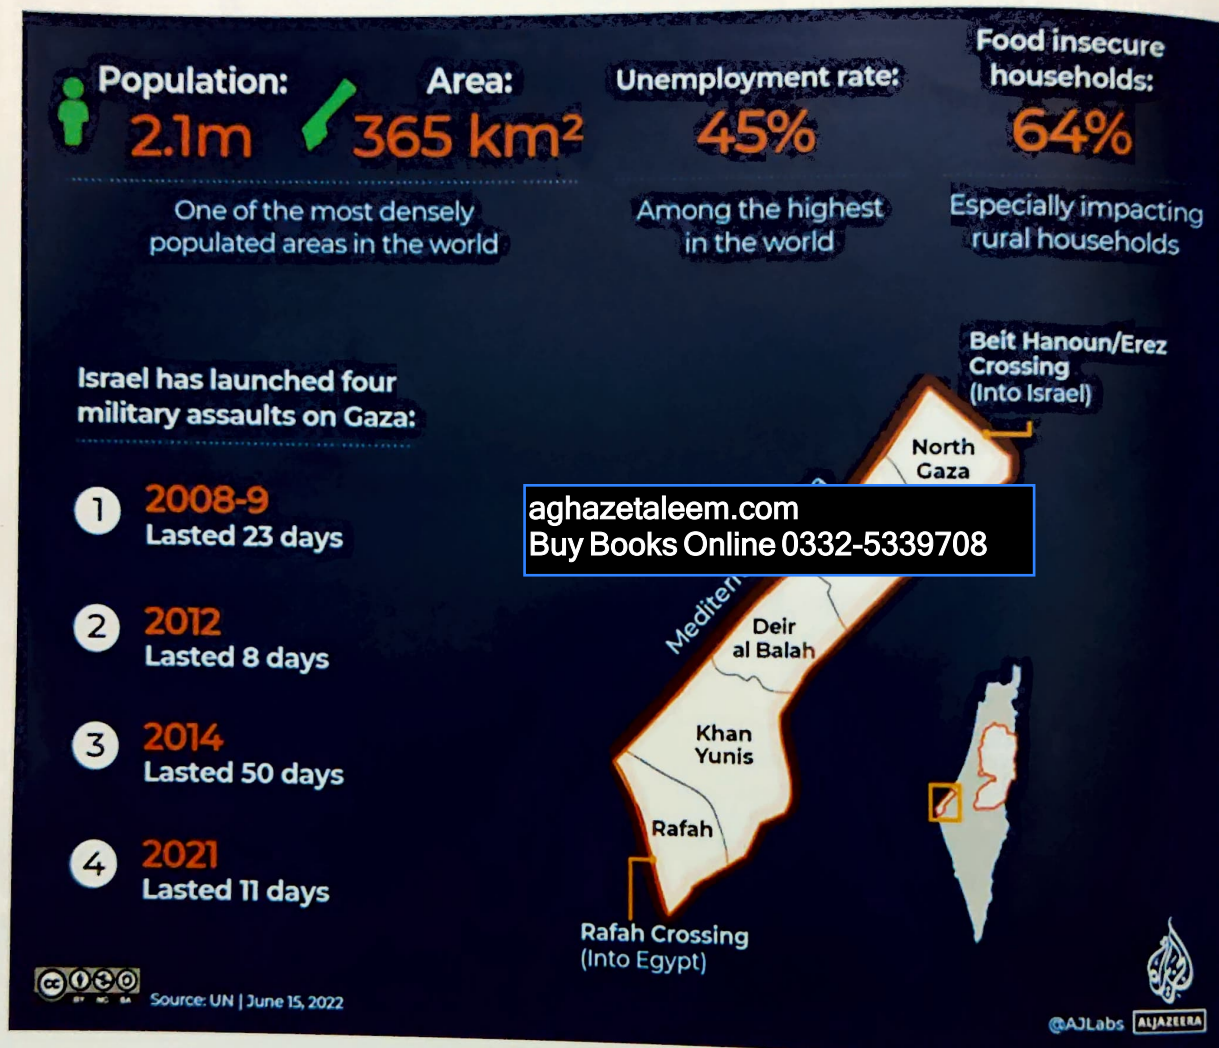 Population:
2.1m
Area:
365 km²
One of the most densely
populated areas in the world
Unemployment rate:
45%
Among the highest
in the world
Food insecure
households:
64%
Especially impacting
rural households
Israel has launched four
military assaults on Gaza:
1
2008-9
Lasted 23 days
2
2012
Lasted 8 days
3
2014
Lasted 50 days
4
2021
Lasted 11 days
Beit Hanoun/Erez
Crossing
(Into Israel)
North
Gaza
aghazetaleem.com
Buy Books Online 0332-5339708
Deir
al Balah
Khan
Yunis
Rafah
Rafah Crossing
(Into Egypt)
cc
BY NC SA
Source: UN | June 15, 2022
@AJLabs
ALJAZEERA